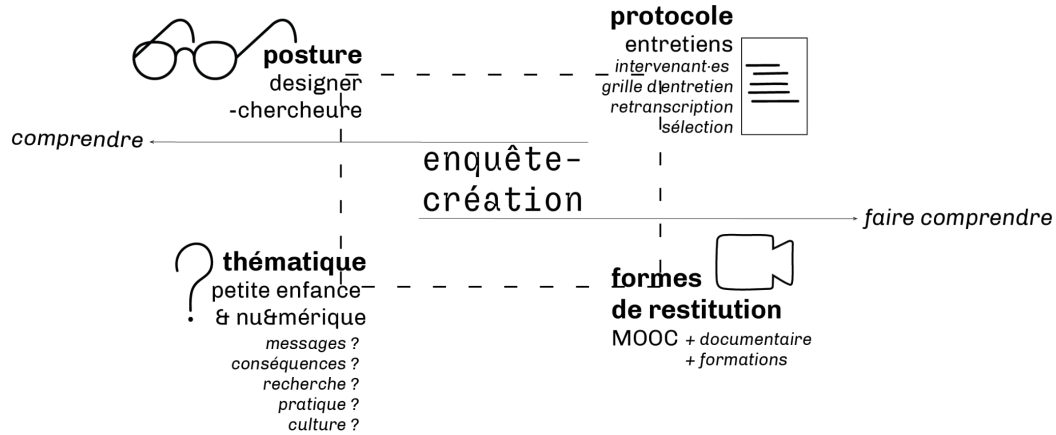 posture
designer
-chercheure
protocole
entretiens
intervenant·es
grille d'entretien
retranscription
sélection
comprendre
enquête-
création
faire comprendre
thématique
petite enfance
& nu&mérique
messages ?
conséquences ?
recherche ?
pratique ?
culture ?
formes
de restitution
MOOC + documentaire
+ formations